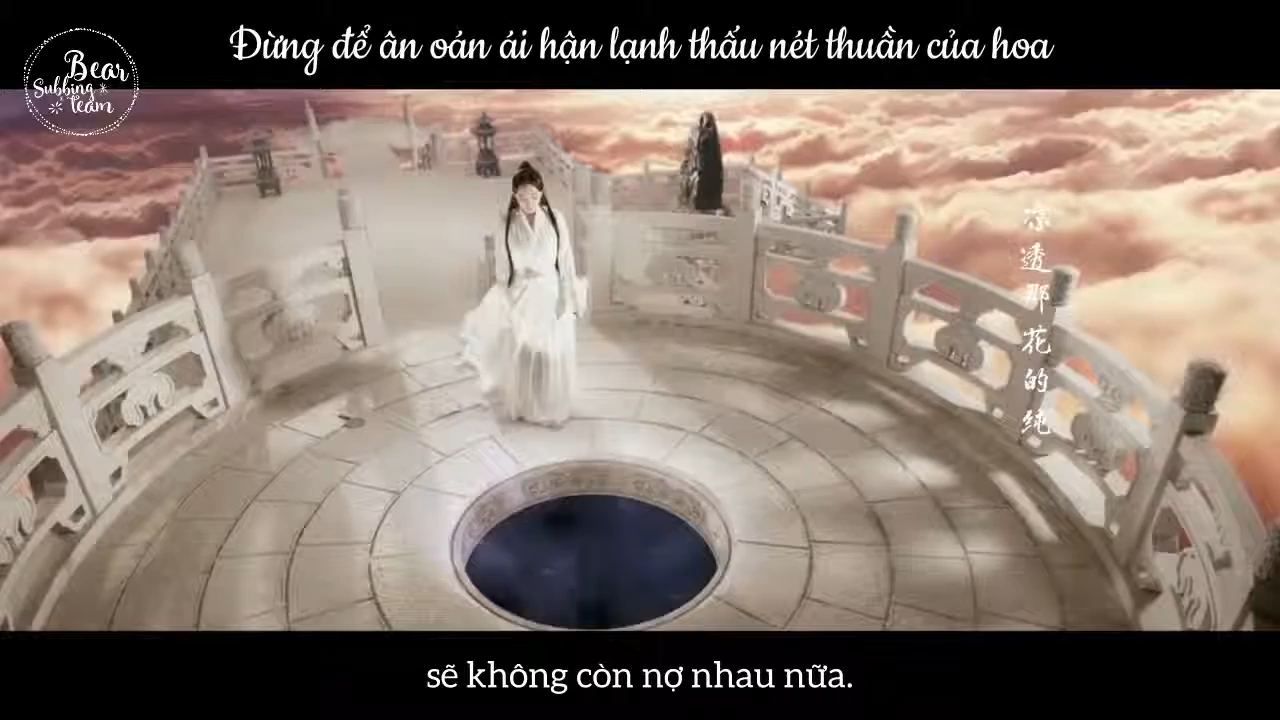 Đừng để ân oán ái hận lạnh thấu nét thuần của hoa
Bear
Subbing
team
凉透那花的纯
sẽ không còn nợ nhau nữa.